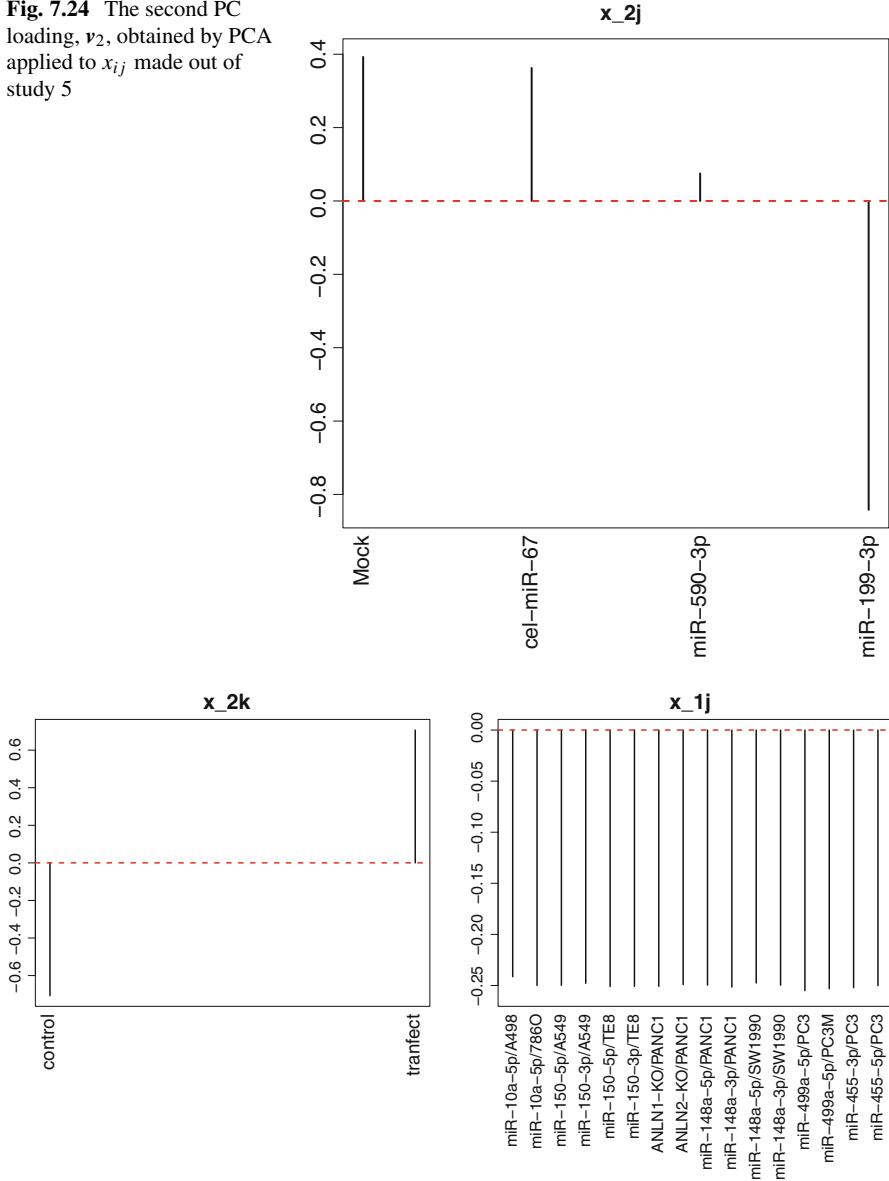 Fig. 7.24 The second PC
loading, v₂, obtained by PCA
applied to xᵢⱼ made out of
study 5
x_2j
0.4
0.2
0.0
−0.2
−0.4
−0.6
−0.8
Mock
cel−miR−67
miR−590−3p
miR−199−3p
x_2k
0.6
0.4
0.2
0.0
−0.2
−0.4
−0.6
control
tranfect
x_1j
0.00
−0.05
−0.10
−0.15
−0.20
−0.25
miR−10a−5p/A498
miR−10a−5p/786O
miR−150−5p/A549
miR−150−3p/A549
miR−150−5p/TE8
miR−150−3p/TE8
ANLN1−KO/PANC1
ANLN2−KO/PANC1
miR−148a−5p/PANC1
miR−148a−3p/PANC1
miR−148a−5p/SW1990
miR−148a−3p/SW1990
miR−499a−5p/PC3
miR−499a−5p/PC3M
miR−455−3p/PC3
miR−455−5p/PC3